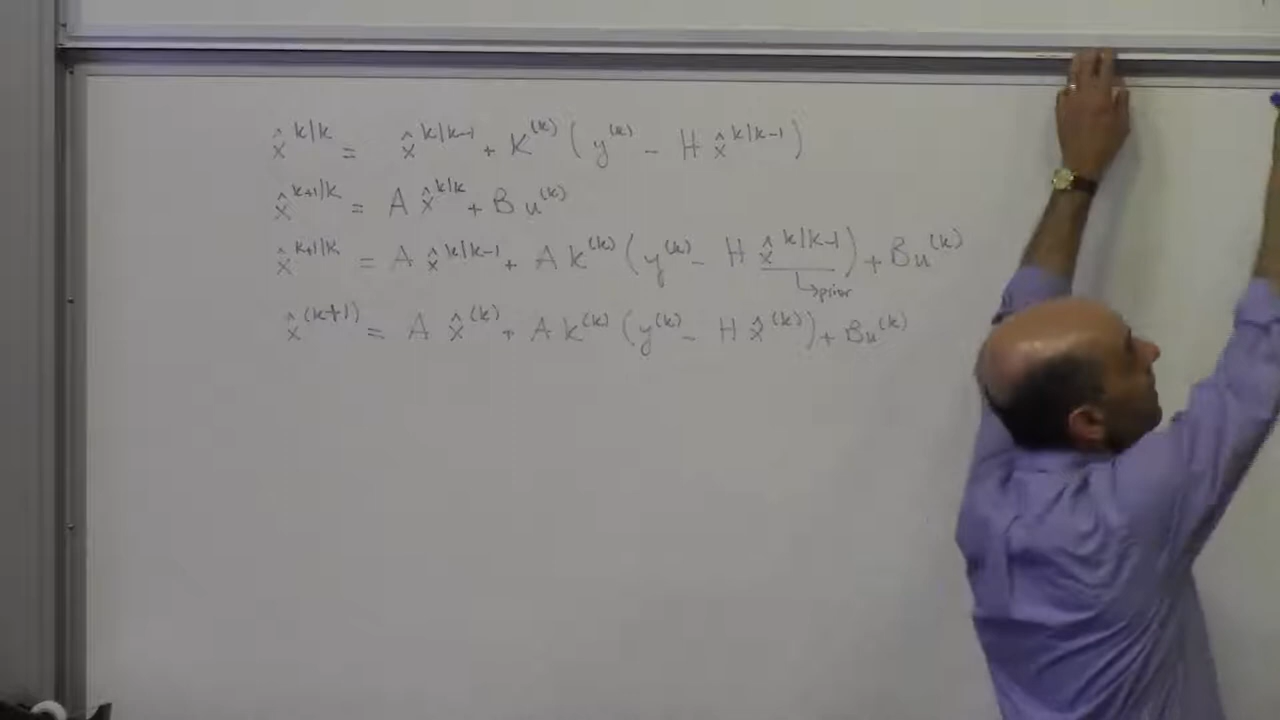 x̂^{k|k} = x̂^{k|k-1} + K^{(k)} ( y^{(k)} - H x̂^{k|k-1} )
x̂^{k+1|k} = A x̂^{k|k} + B u^{(k)}
x̂^{k+1|k} = A x̂^{k|k-1} + A K^{(k)} ( y^{(k)} - H x̂^{k|k-1} ) + B u^{(k)}
↳prior
x̂^{(k+1)} = A x̂^{(k)} + A K^{(k)} ( y^{(k)} - H x̂^{(k)} ) + B u^{(k)}